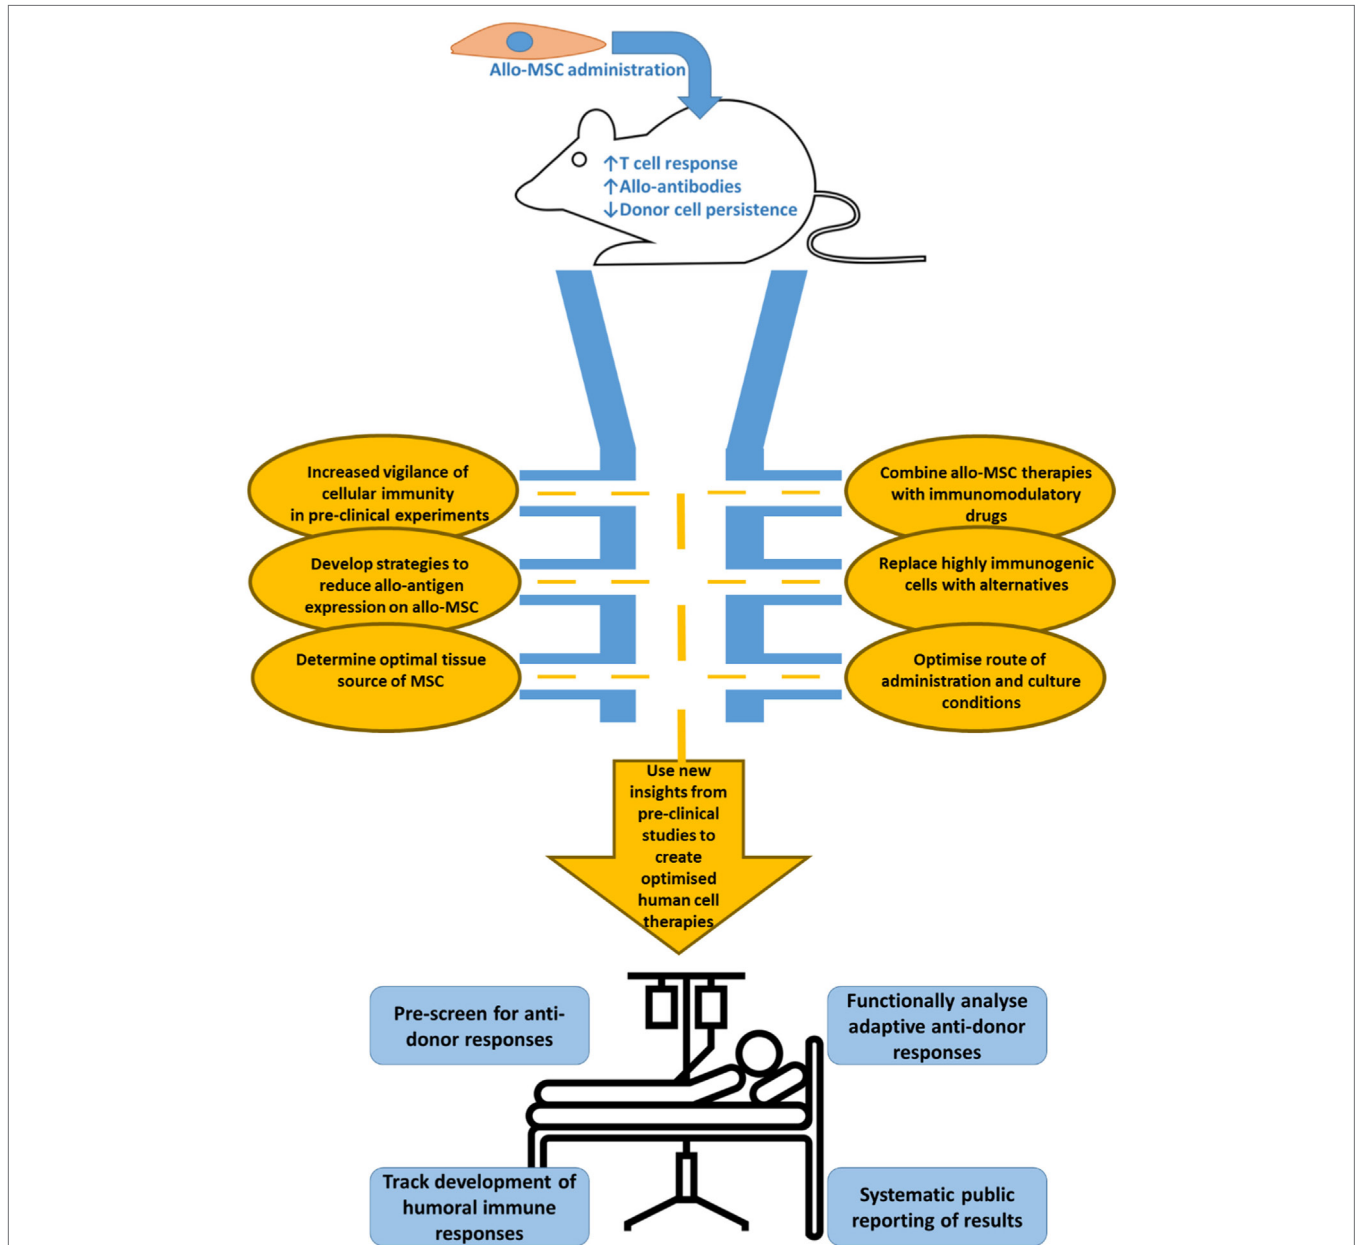 Allo-MSC administration
↑T cell response
↑Allo-antibodies
↓Donor cell persistence
Increased vigilance of
cellular immunity
in pre-clinical experiments
Develop strategies to
reduce allo-antigen
expression on allo-MSC
Determine optimal tissue
source of MSC
Combine allo-MSC therapies
with immunomodulatory
drugs
Replace highly immunogenic
cells with alternatives
Optimise route of
administration and culture
conditions
Use new
insights from
pre-clinical
studies to
create
optimised
human cell
therapies
Pre-screen for anti-
donor responses
Functionally analyse
adaptive anti-donor
responses
Track development of
humoral immune
responses
Systematic public
reporting of results